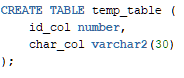 CREATE TABLE temp_table (
    id_col number,
    char_col varchar2(30)
);